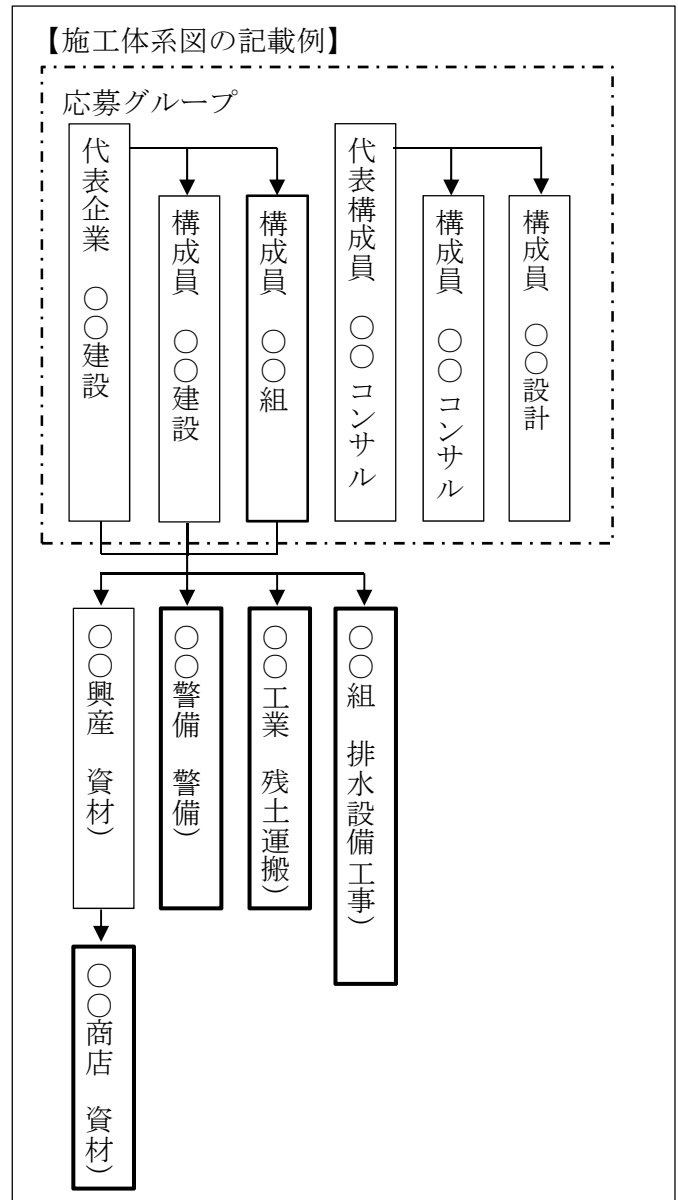 【施工体系図の記載例】
応募グループ
代表企業　○○建設
構成員　○○建設
構成員　○○組
代表構成員　○○コンサル
構成員　○○コンサル
構成員　○○設計
○○興産　資材）
○○警備　警備）
○○工業　残土運搬）
○○組　排水設備工事）
○○商店　資材）